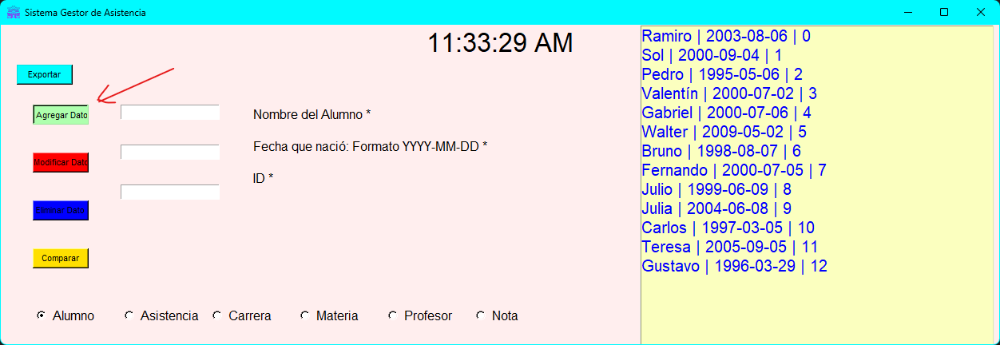 Sistema Gestor de Asistencia
11:33:29 AM
Exportar
Agregar Dato
Nombre del Alumno *
Fecha que nació: Formato YYYY-MM-DD *
Modificar Dato
ID *
Eliminar Dato
Comparar
Alumno Asistencia Carrera Materia Profesor Nota
Ramiro | 2003-08-06 | 0
Sol | 2000-09-04 | 1
Pedro | 1995-05-06 | 2
Valentín | 2000-07-02 | 3
Gabriel | 2000-07-06 | 4
Walter | 2009-05-02 | 5
Bruno | 1998-08-07 | 6
Fernando | 2000-07-05 | 7
Julio | 1999-06-09 | 8
Julia | 2004-06-08 | 9
Carlos | 1997-03-05 | 10
Teresa | 2005-09-05 | 11
Gustavo | 1996-03-29 | 12